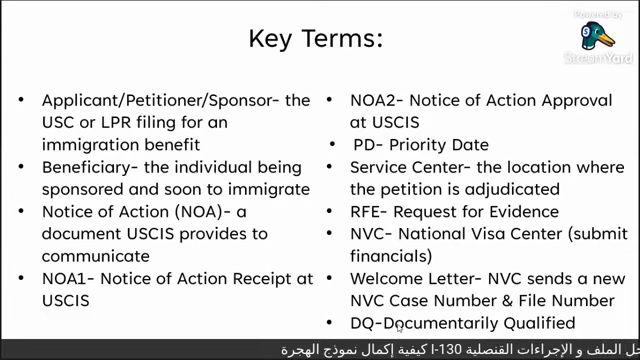 Key Terms:
Powered by
StreamYard
• Applicant/Petitioner/Sponsor- the
USC or LPR filing for an
immigration benefit
• Beneficiary- the individual being
sponsored and soon to immigrate
• Notice of Action (NOA)- a
document USCIS provides to
communicate
• NOA1- Notice of Action Receipt at
USCIS
• NOA2- Notice of Action Approval
at USCIS
• PD- Priority Date
• Service Center- the location where
the petition is adjudicated
• RFE- Request for Evidence
• NVC- National Visa Center (submit
financials)
• Welcome Letter- NVC sends a new
NVC Case Number & File Number
• DQ-Documentarily Qualified
الملف و الإجراءات القنصلية I-130 كيفية إكمال نموذج الهجرة